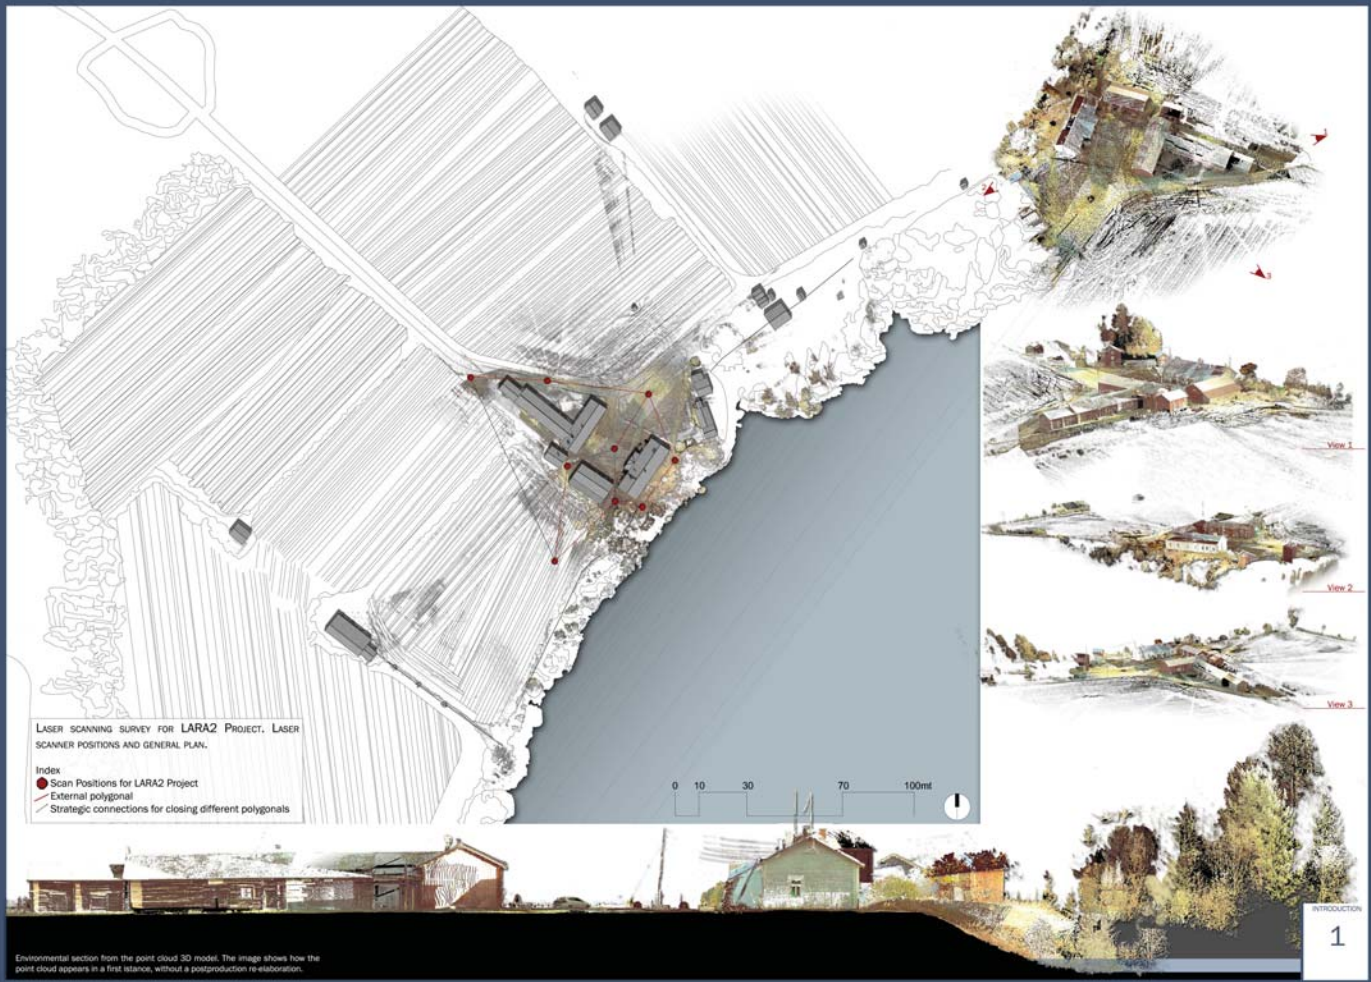 1
2
3
View 1
View 2
View 3
LASER SCANNING SURVEY FOR LARA2 PROJECT. LASER
SCANNER POSITIONS AND GENERAL PLAN.
Index
Scan Positions for LARA2 Project
External polygonal
Strategic connections for closing different polygonals
0 10 30 70 100mt
Environmental section from the point cloud 3D model. The image shows how the
point cloud appears in a first istance, without a postproduction re-elaboration.
INTRODUCTION
1